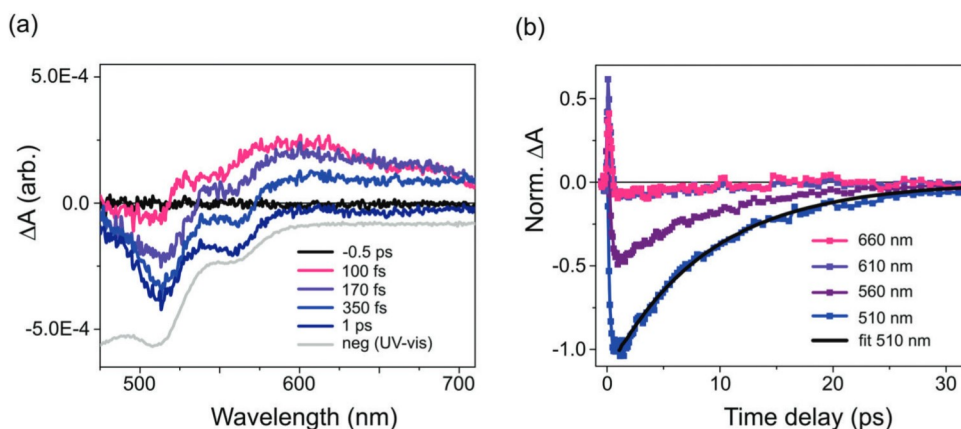 (a)
5.0E-4
0.0
-5.0E-4
ΔA (arb.)
500
600
700
Wavelength (nm)
-0.5 ps
100 fs
170 fs
350 fs
1 ps
neg (UV-vis)
(b)
0.5
0.0
-0.5
-1.0
Norm. ΔA
0
10
20
30
Time delay (ps)
660 nm
610 nm
560 nm
510 nm
fit 510 nm